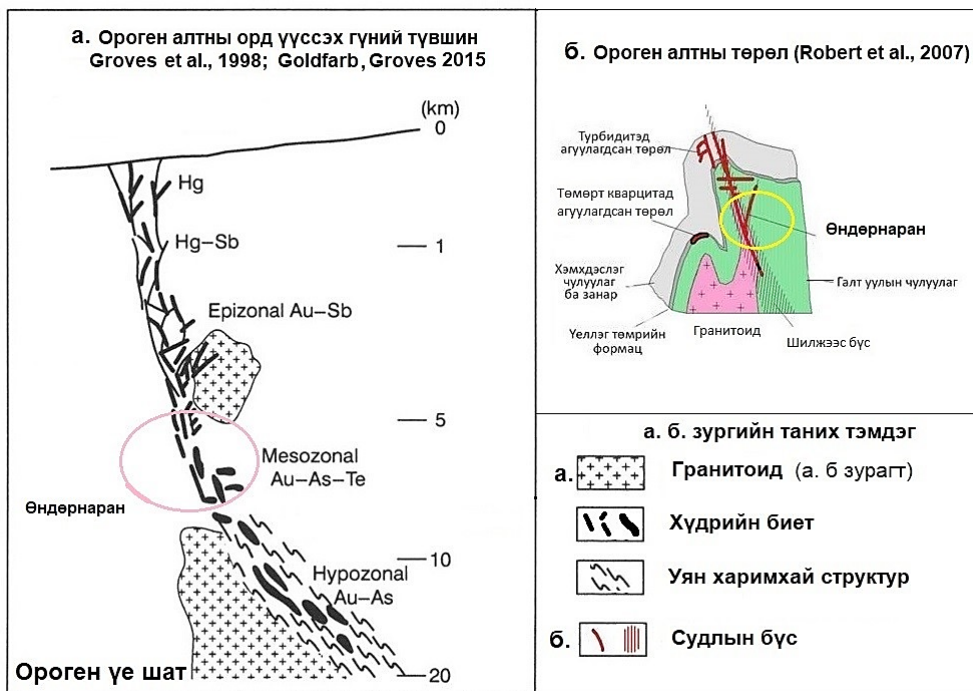 а. Ороген алтны орд үүссэх гүний түвшин
Groves et al., 1998; Goldfarb, Groves 2015
(km)
0
Hg
Hg–Sb
1
Epizonal Au–Sb
5
Mesozonal
Au–As–Te
Өндөрнаран
10
Hypozonal
Au–As
20
Ороген үе шат
б. Ороген алтны төрөл (Robert et al., 2007)
Турбидитэд
агуулагдсан төрөл
Төмөрт кварцитад
агуулагдсан төрөл
Өндөрнаран
Хэмхдэслэг
чулуулаг
ба занар
Галт уулын чулуулаг
Үеллэг төмрийн
формац
Гранитоид
Шилжээс бүс
а. б. зургийн таних тэмдэг
а.
Гранитоид (а. б зурагт)
Хүдрийн биет
Уян харимхай структур
б.
Судлын бүс